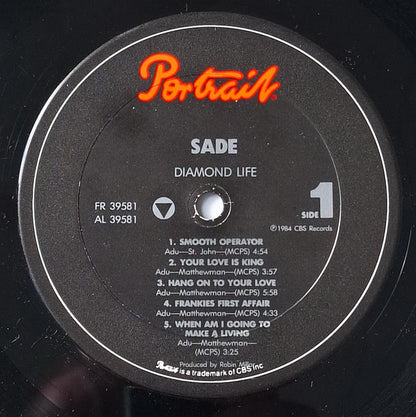 Portrait
SADE
DIAMOND LIFE
FR 39581
AL 39581
SIDE 1
℗ 1984 CBS Records
1. SMOOTH OPERATOR
Adu—St. John—(MCPS) 4:54
2. YOUR LOVE IS KING
Adu—Matthewman—(MCPS) 3:57
3. HANG ON TO YOUR LOVE
Adu—Matthewman—(MCPS) 5:58
4. FRANKIES FIRST AFFAIR
Adu—Matthewman—(MCPS) 4:33
5. WHEN AM I GOING TO
MAKE A LIVING
Adu—Matthewman—
(MCPS) 3:25
Produced by Robin Millar
is a trademark of CBS Inc